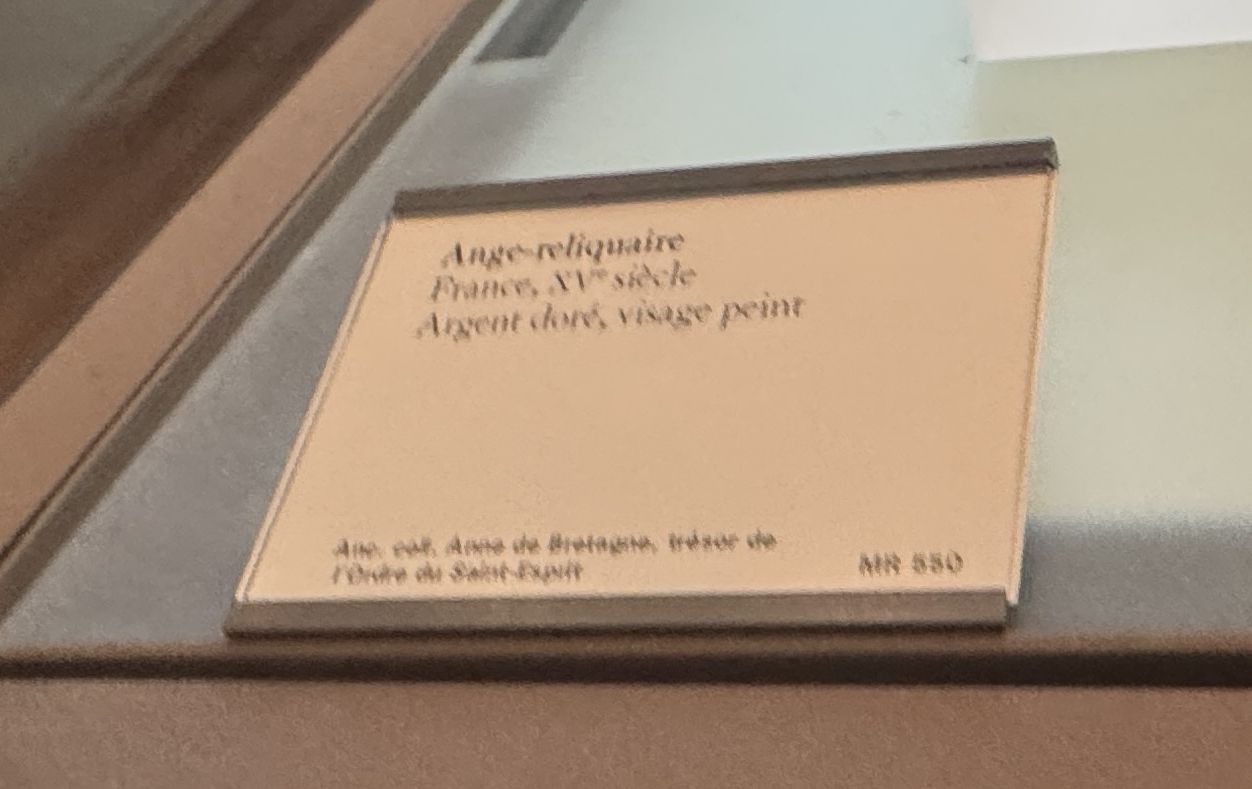 Ange-reliquaire
France, XVe siècle
Argent doré, visage peint
Anc. coll. Anne de Bretagne, trésor de
l'Ordre du Saint-Esprit
MR 550